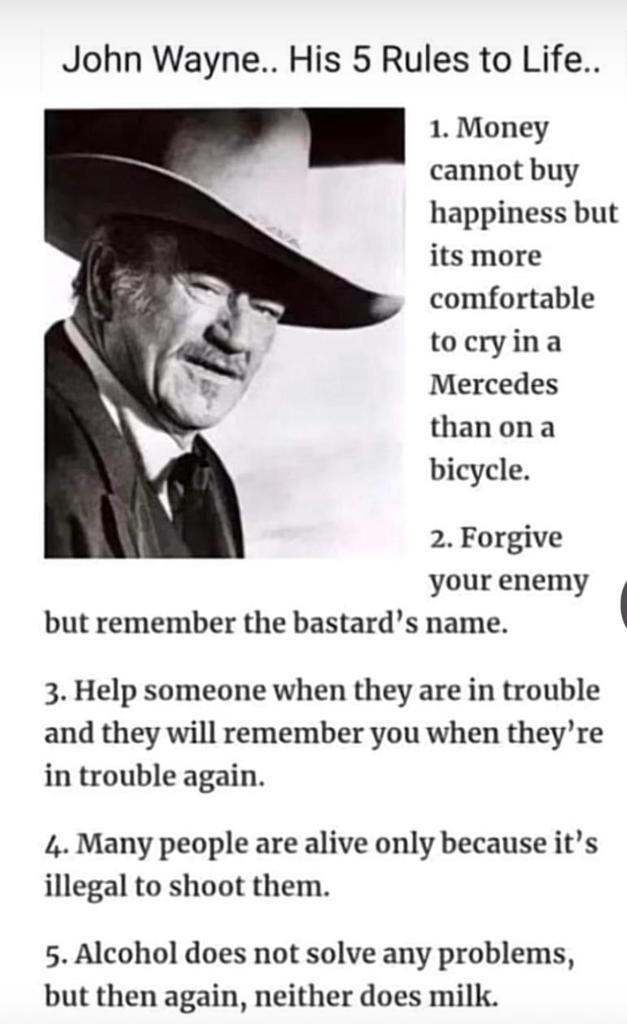 John Wayne.. His 5 Rules to Life..
1. Money
cannot buy
happiness but
its more
comfortable
to cry in a
Mercedes
than on a
bicycle.
2. Forgive
your enemy
but remember the bastard's name.
3. Help someone when they are in trouble
and they will remember you when they're
in trouble again.
4. Many people are alive only because it's
illegal to shoot them.
5. Alcohol does not solve any problems,
but then again, neither does milk.